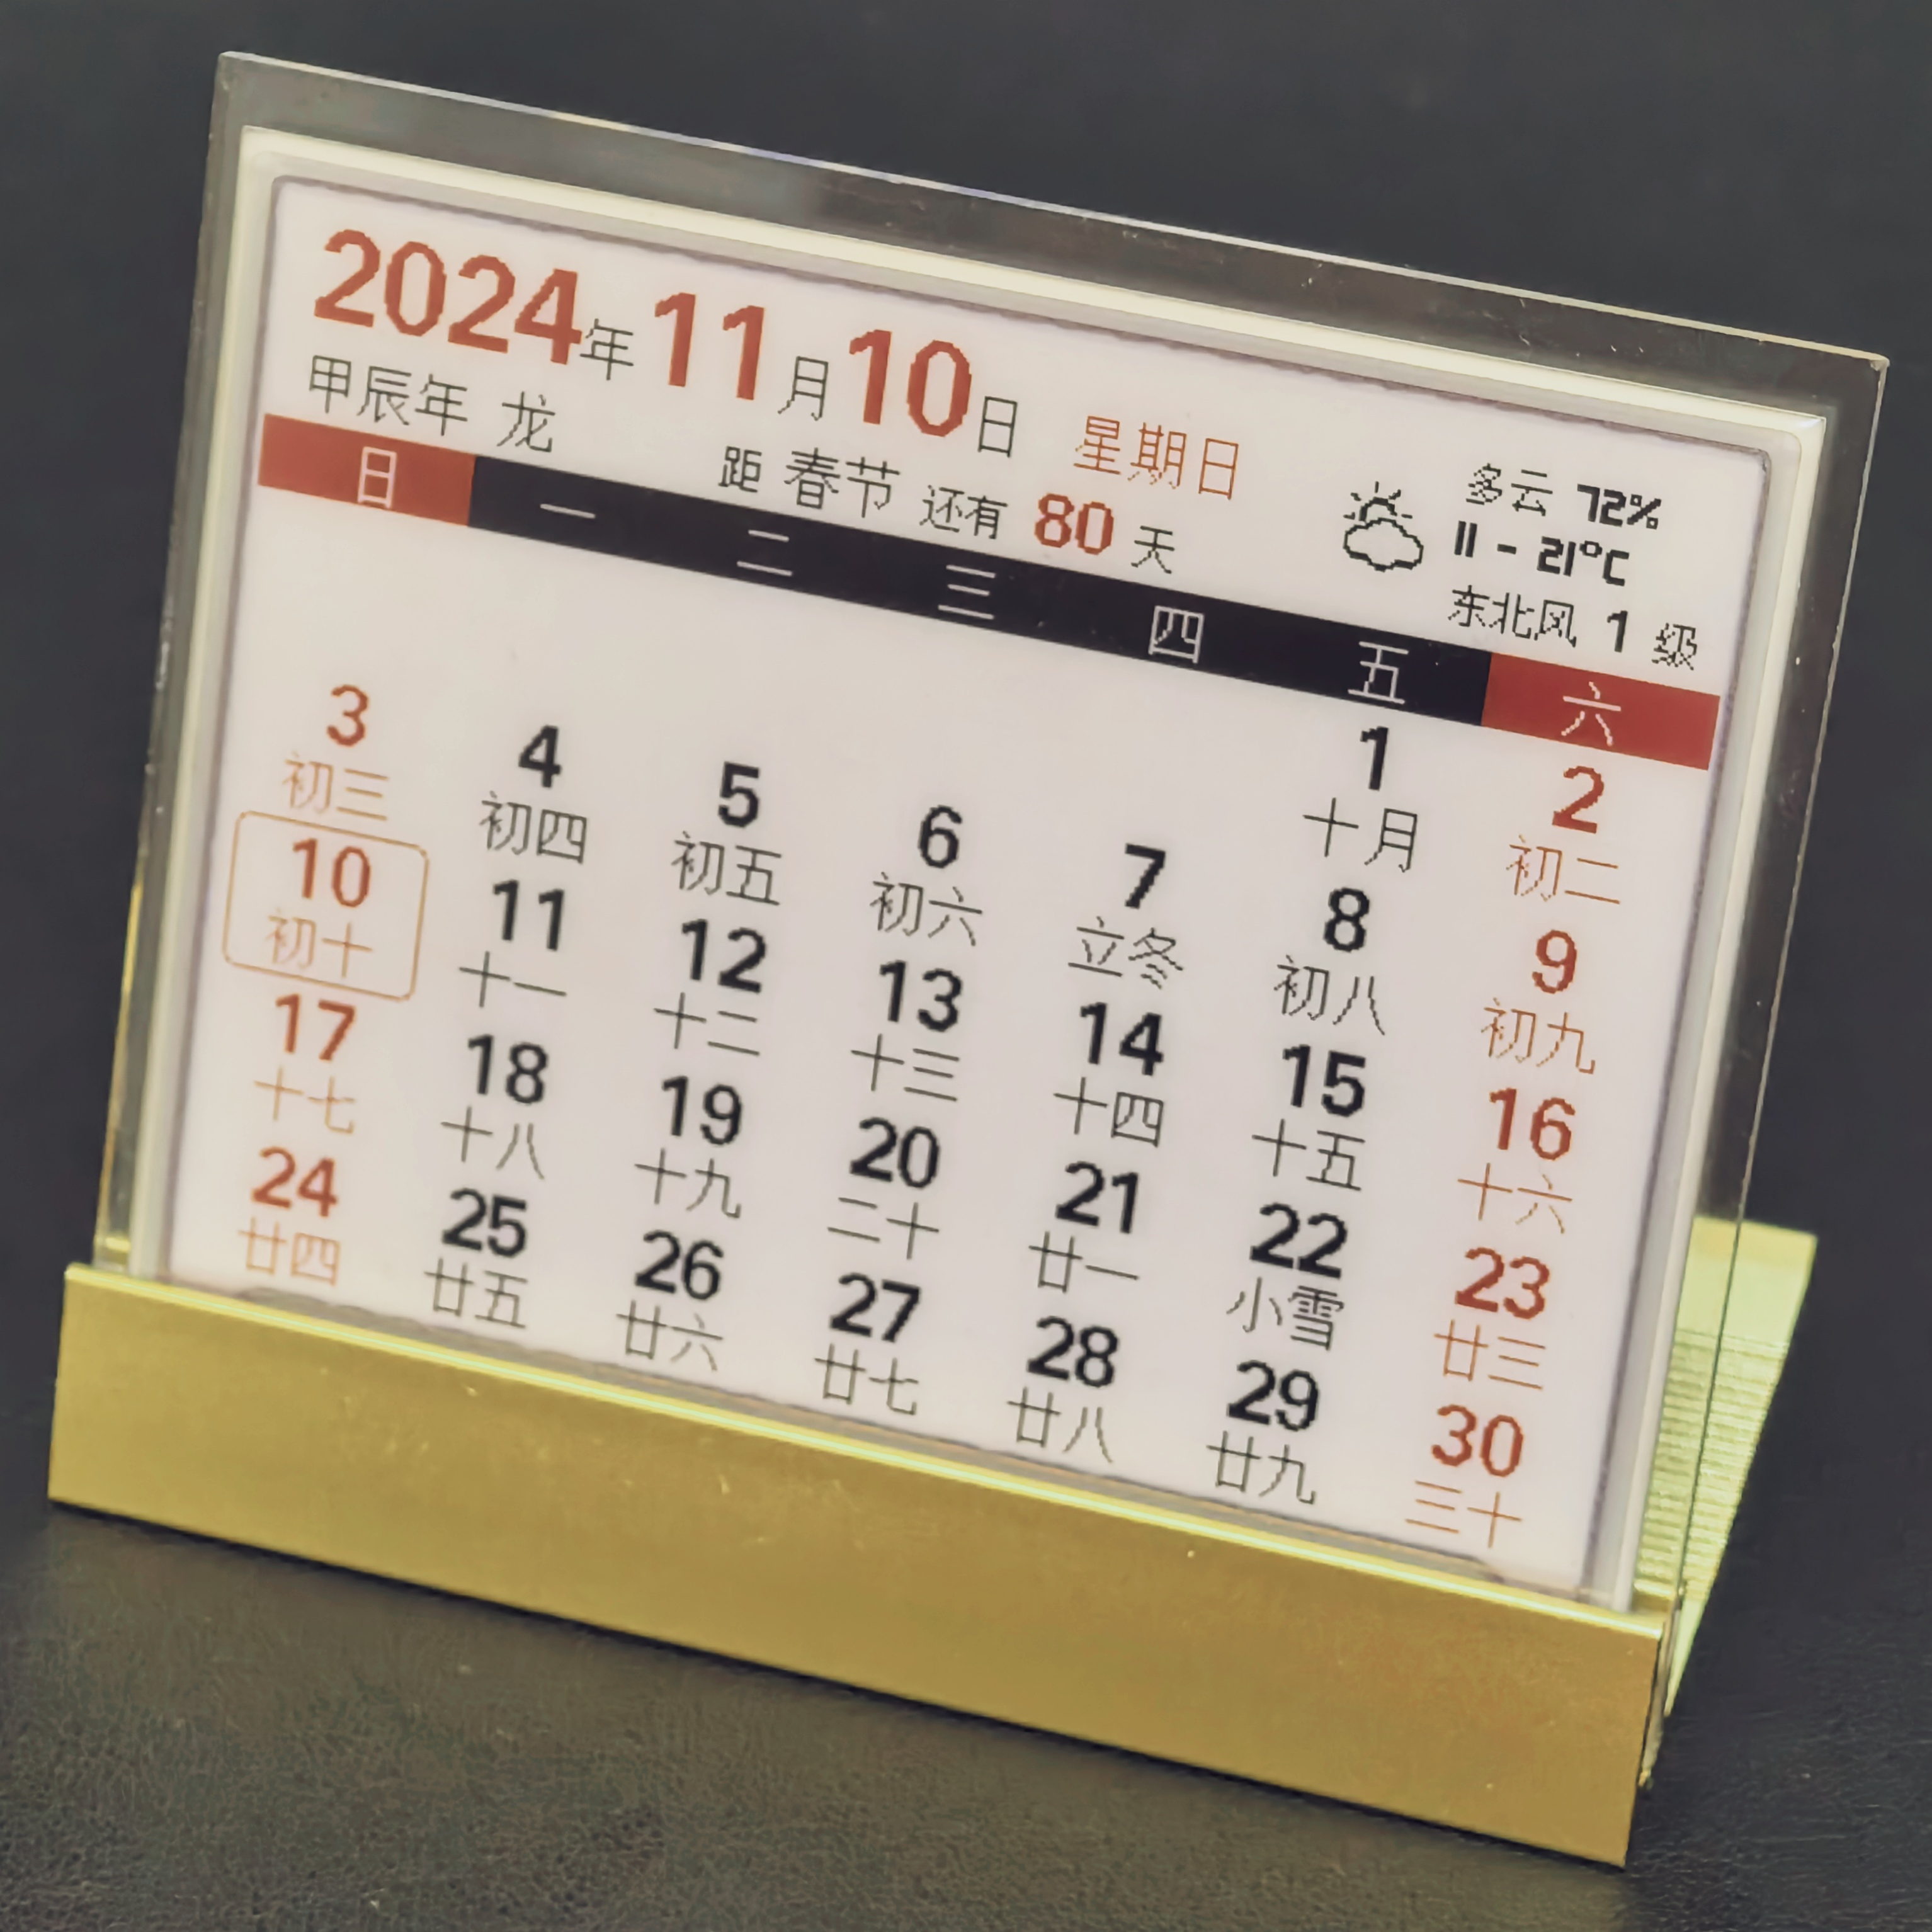 2024年11月10日 星期日
甲辰年 龙
距 春节 还有 80 天
多云 72%
11 - 21°C
东北风 1 级
日 一 二 三 四 五 六
1 2
十月 初二
3 4 5 6 7 8 9
初三 初四 初五 初六 立冬 初八 初九
10 11 12 13 14 15 16
初十 十一 十二 十三 十四 十五 十六
17 18 19 20 21 22 23
十七 十八 十九 二十 廿一 小雪 廿三
24 25 26 27 28 29 30
廿四 廿五 廿六 廿七 廿八 廿九 三十